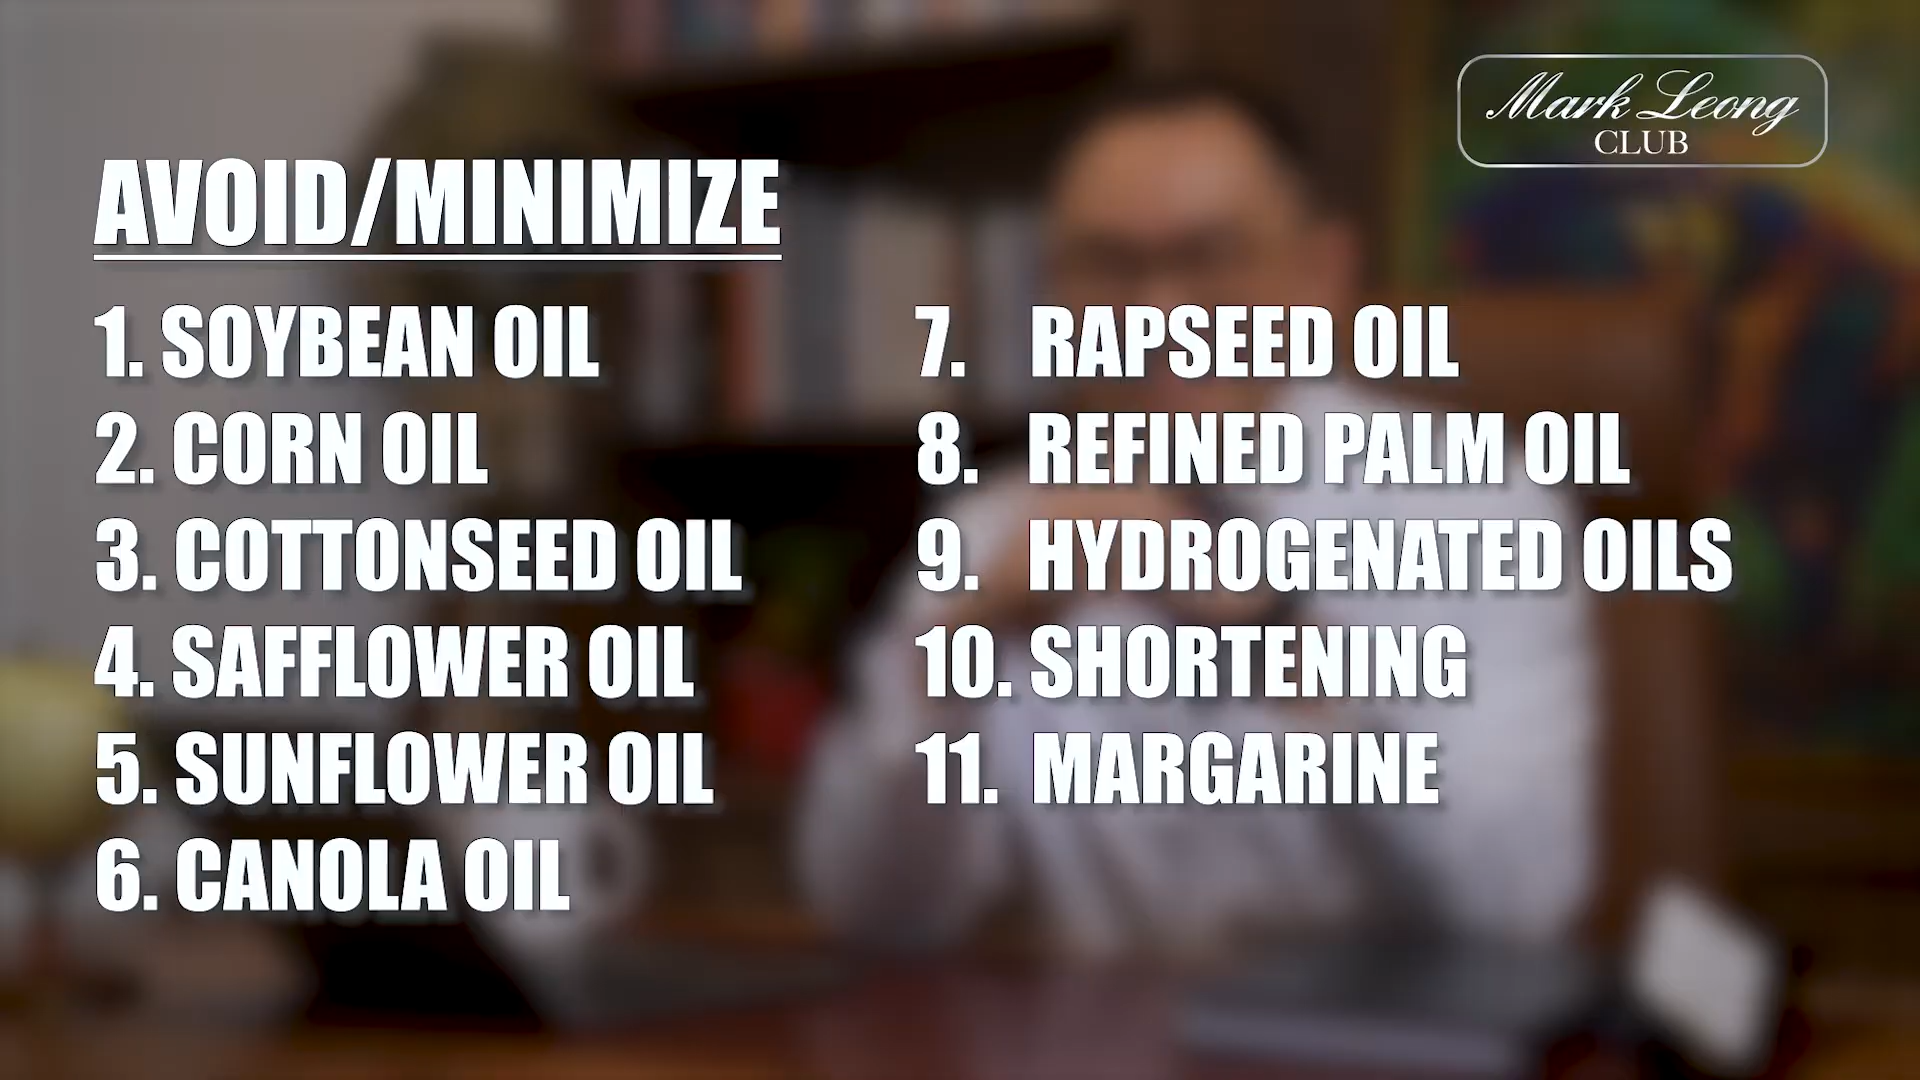 Mark Leong
CLUB
AVOID/MINIMIZE
1. SOYBEAN OIL
2. CORN OIL
3. COTTONSEED OIL
4. SAFFLOWER OIL
5. SUNFLOWER OIL
6. CANOLA OIL
7. RAPSEED OIL
8. REFINED PALM OIL
9. HYDROGENATED OILS
10. SHORTENING
11. MARGARINE